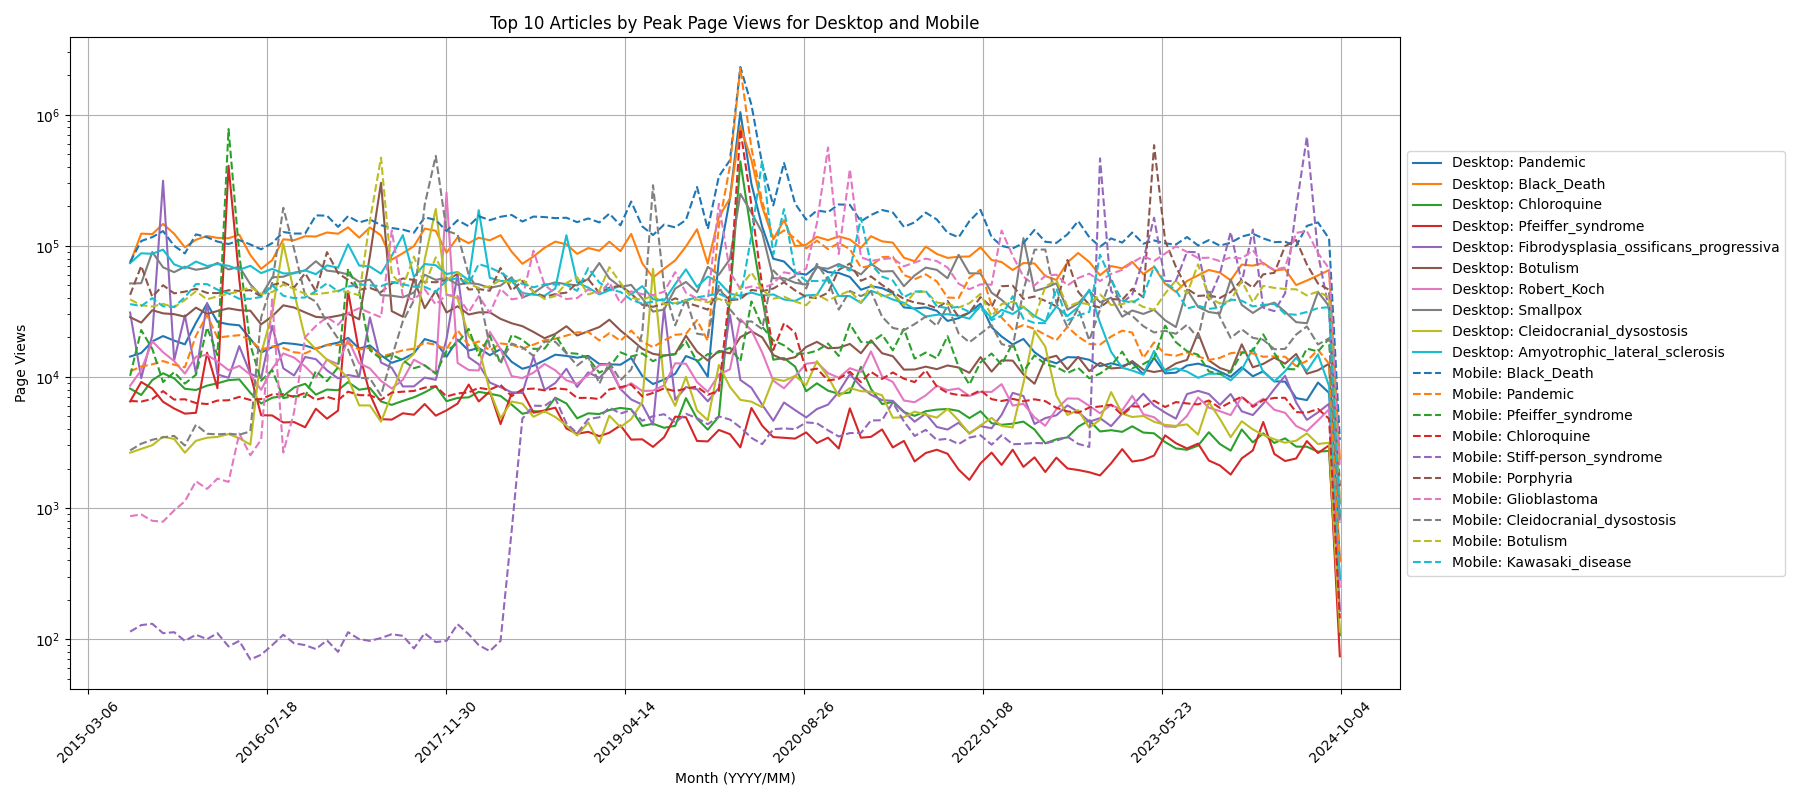 Top 10 Articles by Peak Page Views for Desktop and Mobile
Page Views
10^6
10^5
10^4
10^3
10^2
2015-03-06
2016-07-18
2017-11-30
2019-04-14
2020-08-26
2022-01-08
2023-05-23
2024-10-04
Month (YYYY/MM)
Desktop: Pandemic
Desktop: Black_Death
Desktop: Chloroquine
Desktop: Pfeiffer_syndrome
Desktop: Fibrodysplasia_ossificans_progressiva
Desktop: Botulism
Desktop: Robert_Koch
Desktop: Smallpox
Desktop: Cleidocranial_dysostosis
Desktop: Amyotrophic_lateral_sclerosis
Mobile: Black_Death
Mobile: Pandemic
Mobile: Pfeiffer_syndrome
Mobile: Chloroquine
Mobile: Stiff-person_syndrome
Mobile: Porphyria
Mobile: Glioblastoma
Mobile: Cleidocranial_dysostosis
Mobile: Botulism
Mobile: Kawasaki_disease